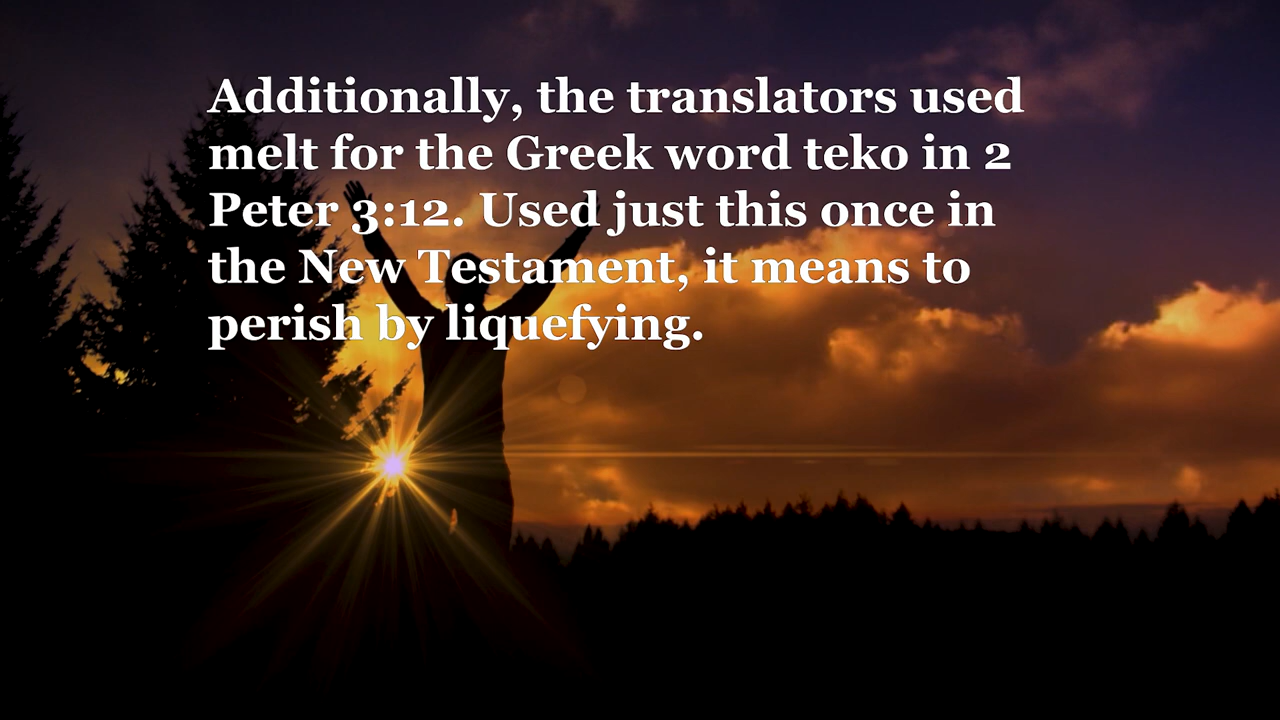 Additionally, the translators used
melt for the Greek word teko in 2
Peter 3:12. Used just this once in
the New Testament, it means to
perish by liquefying.